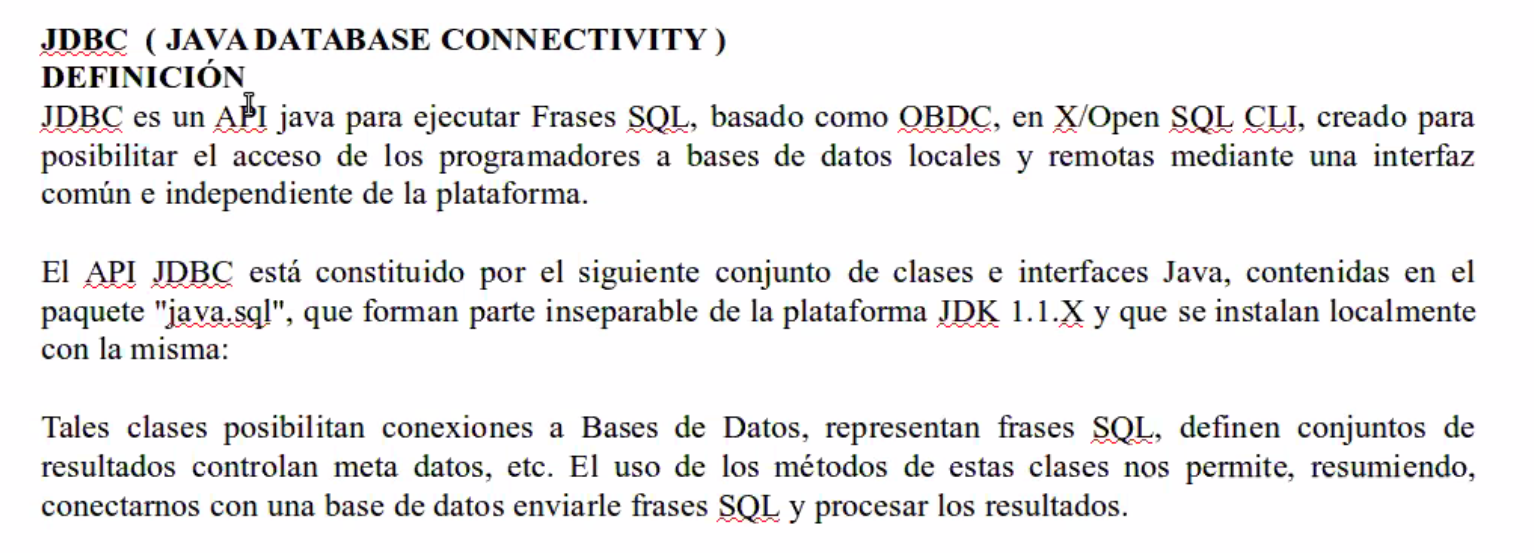 JDBC ( JAVA DATABASE CONNECTIVITY )
DEFINICIÓN
JDBC es un API java para ejecutar Frases SQL, basado como OBDC, en X/Open SQL CLI, creado para
posibilitar el acceso de los programadores a bases de datos locales y remotas mediante una interfaz
común e independiente de la plataforma.
El API JDBC está constituido por el siguiente conjunto de clases e interfaces Java, contenidas en el
paquete "java.sql", que forman parte inseparable de la plataforma JDK 1.1.X y que se instalan localmente
con la misma:
Tales clases posibilitan conexiones a Bases de Datos, representan frases SQL, definen conjuntos de
resultados controlan meta datos, etc. El uso de los métodos de estas clases nos permite, resumiendo,
conectarnos con una base de datos enviarle frases SQL y procesar los resultados.